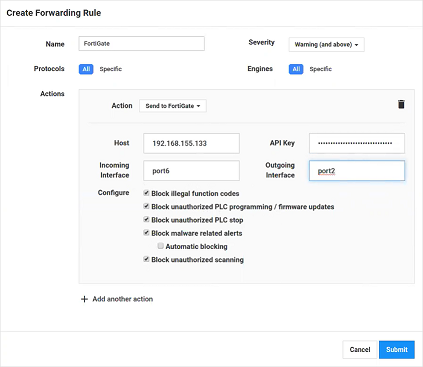 Create Forwarding Rule
Name FortiGate Severity Warning (and above)
Protocols All Specific Engines All Specific
Actions
Action Send to FortiGate
Host 192.168.155.133 API Key
Incoming Interface port6 Outgoing Interface port2
Configure Block illegal function codes
Block unauthorized PLC programming / firmware updates
Block unauthorized PLC stop
Block malware related alerts
Automatic blocking
Block unauthorized scanning
+ Add another action
Cancel Submit